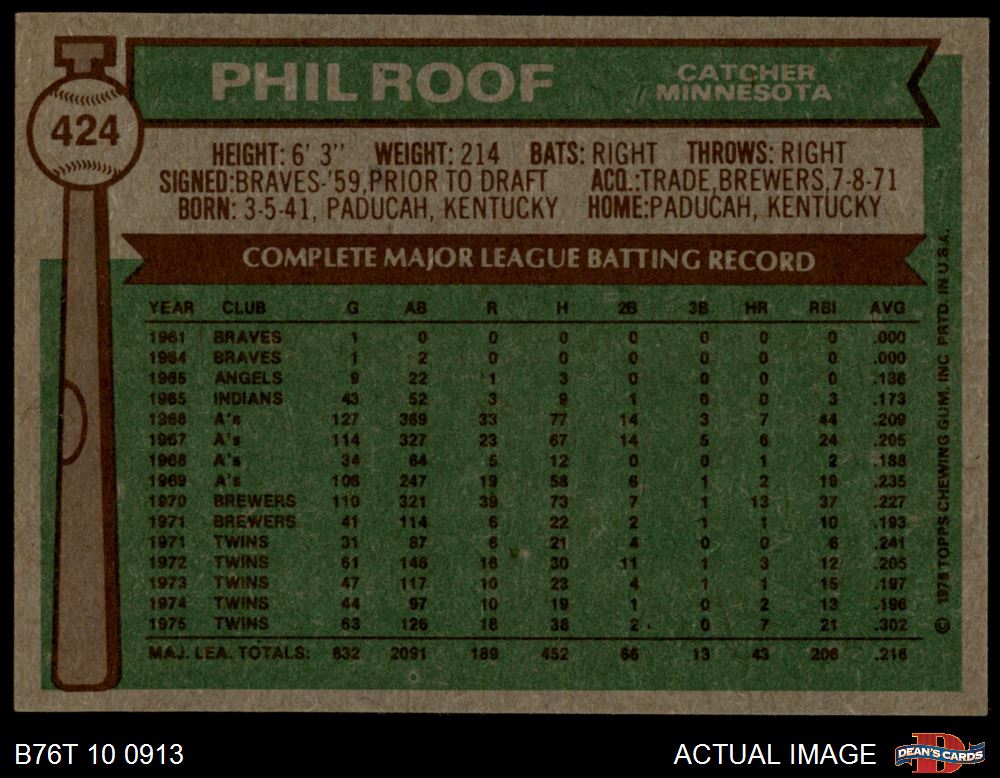 PHIL ROOF
CATCHER
MINNESOTA
424
HEIGHT: 6' 3" WEIGHT: 214 BATS: RIGHT THROWS: RIGHT
SIGNED:BRAVES-'59,PRIOR TO DRAFT ACQ.:TRADE,BREWERS,7-8-71
BORN: 3-5-41, PADUCAH, KENTUCKY HOME:PADUCAH, KENTUCKY
COMPLETE MAJOR LEAGUE BATTING RECORD
YEAR CLUB G AB R H 2B 3B HR RBI AVG
1961 BRAVES 1 0 0 0 0 0 0 0 .000
1964 BRAVES 1 2 0 0 0 0 0 0 .000
1965 ANGELS 9 22 1 3 0 0 0 0 .136
1965 INDIANS 43 52 3 9 1 0 0 3 .173
1966 A's 127 369 33 77 14 3 7 44 .209
1967 A's 114 327 23 67 14 5 6 24 .205
1968 A's 34 64 5 12 0 0 1 2 .188
1969 A's 106 247 19 58 6 1 2 19 .235
1970 BREWERS 110 321 39 73 7 1 13 37 .227
1971 BREWERS 41 114 6 22 2 1 1 10 .193
1971 TWINS 31 87 6 21 4 0 0 6 .241
1972 TWINS 61 146 16 30 11 1 3 12 .205
1973 TWINS 47 117 10 23 4 1 1 15 .197
1974 TWINS 44 97 10 19 1 0 2 13 .196
1975 TWINS 63 126 18 38 2 0 7 21 .302
MAJ. LEA. TOTALS: 832 2091 189 452 66 13 43 206 .216
© 1976 TOPPS CHEWING GUM, INC PRTD. IN U.S.A.
B76T 10 0913
ACTUAL IMAGE
DEAN'S CARDS